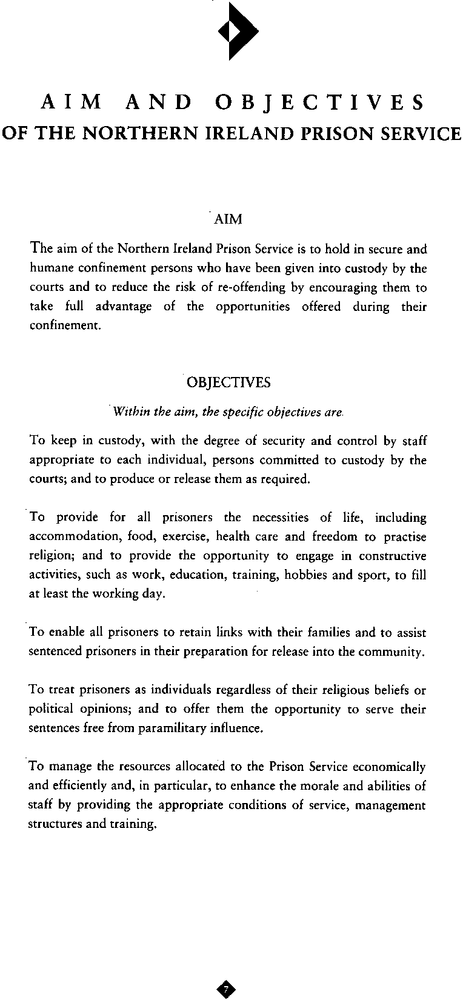 AIM AND OBJECTIVES
OF THE NORTHERN IRELAND PRISON SERVICE
AIM
The aim of the Northern Ireland Prison Service is to hold in secure and
humane confinement persons who have been given into custody by the
courts and to reduce the risk of re-offending by encouraging them to
take full advantage of the opportunities offered during their
confinement.
OBJECTIVES
Within the aim, the specific objectives are.
To keep in custody, with the degree of security and control by staff
appropriate to each individual, persons committed to custody by the
courts; and to produce or release them as required.
To provide for all prisoners the necessities of life, including
accommodation, food, exercise, health care and freedom to practise
religion; and to provide the opportunity to engage in constructive
activities, such as work, education, training, hobbies and sport, to fill
at least the working day.
To enable all prisoners to retain links with their families and to assist
sentenced prisoners in their preparation for release into the community.
To treat prisoners as individuals regardless of their religious beliefs or
political opinions; and to offer them the opportunity to serve their
sentences free from paramilitary influence.
To manage the resources allocated to the Prison Service economically
and efficiently and, in particular, to enhance the morale and abilities of
staff by providing the appropriate conditions of service, management
structures and training.
7